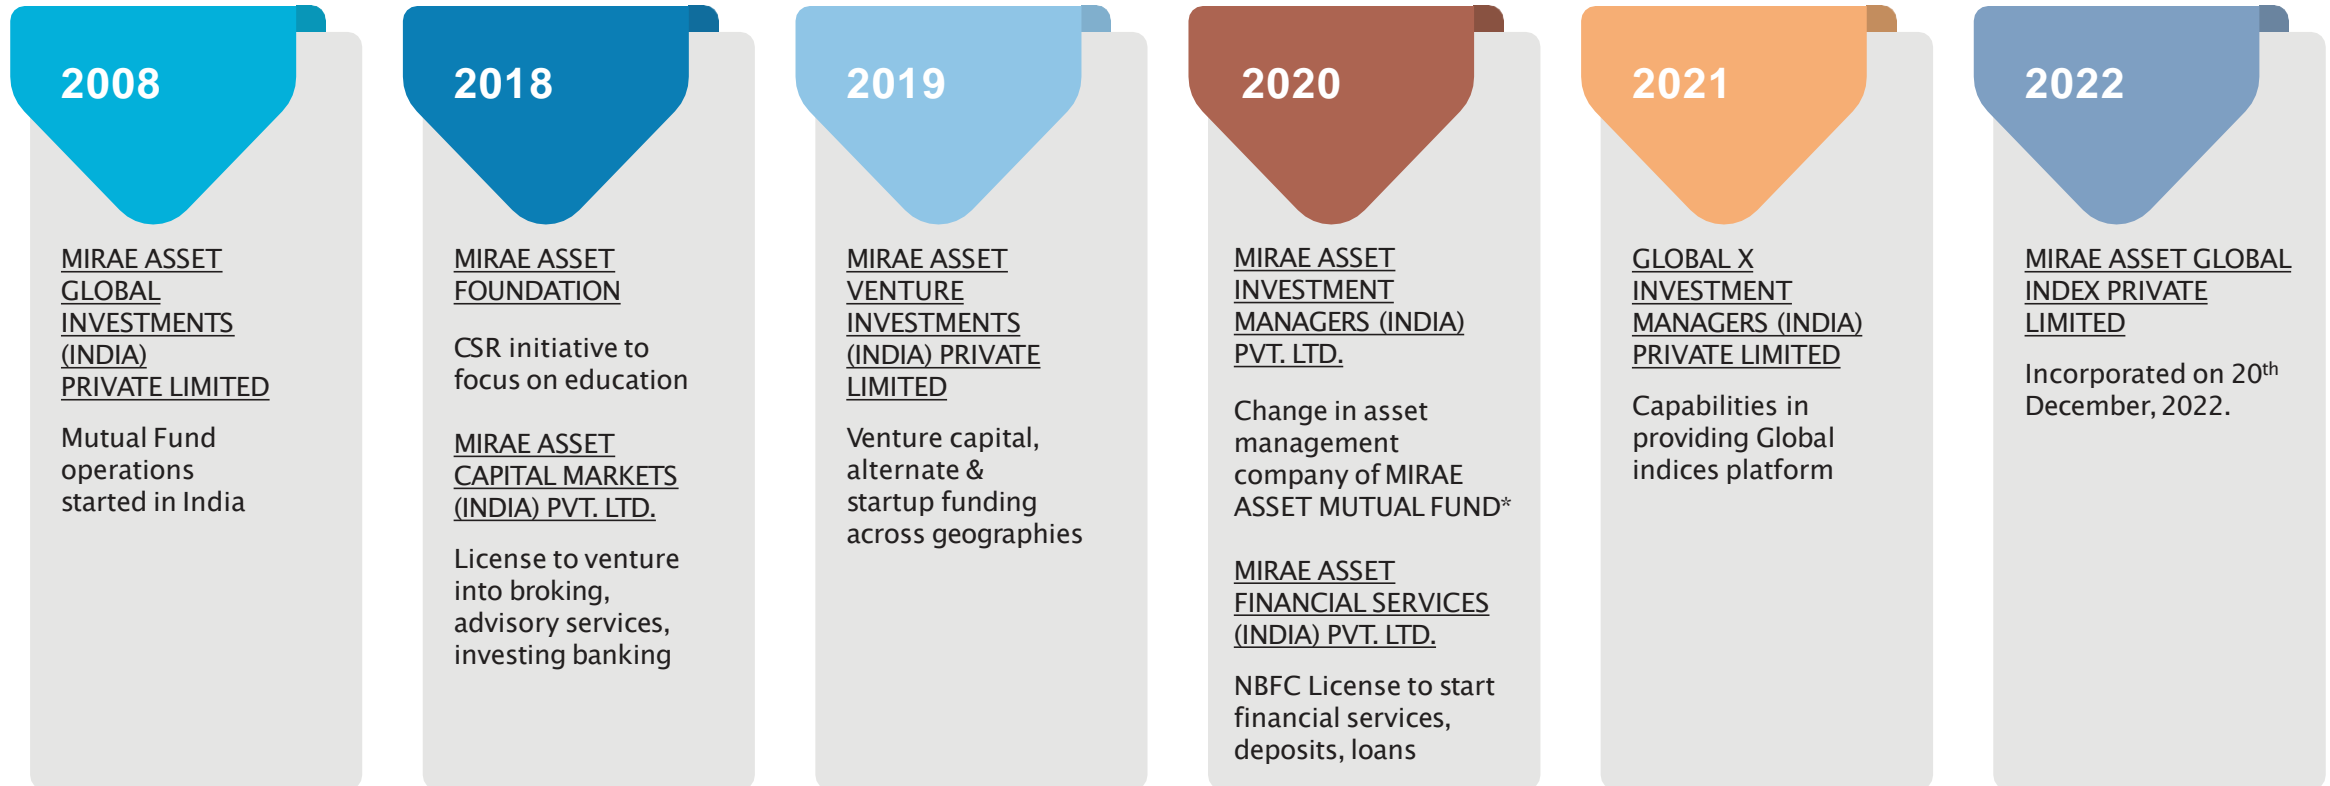 2008
MIRAE ASSET
GLOBAL
INVESTMENTS
(INDIA)
PRIVATE LIMITED
Mutual Fund
operations
started in India
2018
MIRAE ASSET
FOUNDATION
CSR initiative to
focus on education
MIRAE ASSET
CAPITAL MARKETS
(INDIA) PVT. LTD.
License to venture
into broking,
advisory services,
investing banking
2019
MIRAE ASSET
VENTURE
INVESTMENTS
(INDIA) PRIVATE
LIMITED
Venture capital,
alternate &
startup funding
across geographies
2020
MIRAE ASSET
INVESTMENT
MANAGERS (INDIA)
PVT. LTD.
Change in asset
management
company of MIRAE
ASSET MUTUAL FUND*
MIRAE ASSET
FINANCIAL SERVICES
(INDIA) PVT. LTD.
NBFC License to start
financial services,
deposits, loans
2021
GLOBAL X
INVESTMENT
MANAGERS (INDIA)
PRIVATE LIMITED
Capabilities in
providing Global
indices platform
2022
MIRAE ASSET GLOBAL
INDEX PRIVATE
LIMITED
Incorporated on 20th
December, 2022.